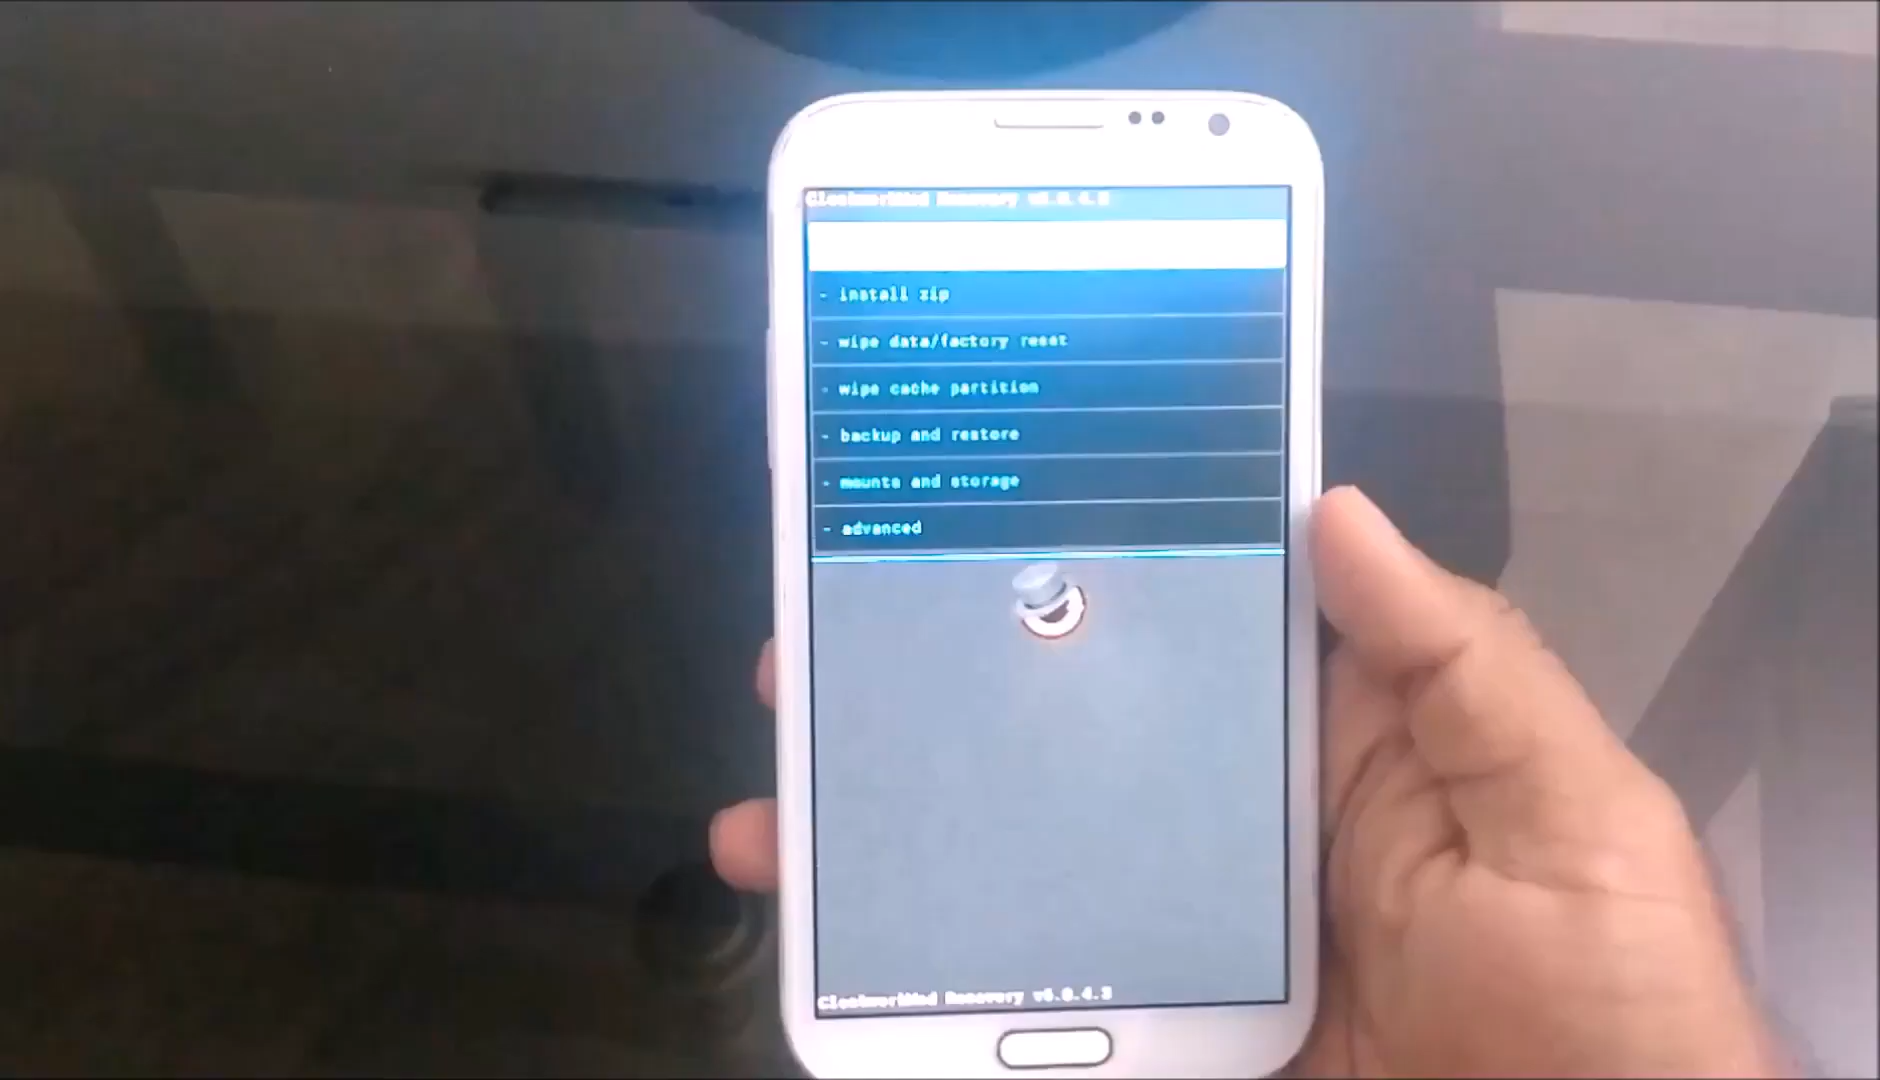 ClockworkMod Recovery v6.0.4.3
- install zip
- wipe data/factory reset
- wipe cache partition
- backup and restore
- mounts and storage
- advanced
ClockworkMod Recovery v6.0.4.3